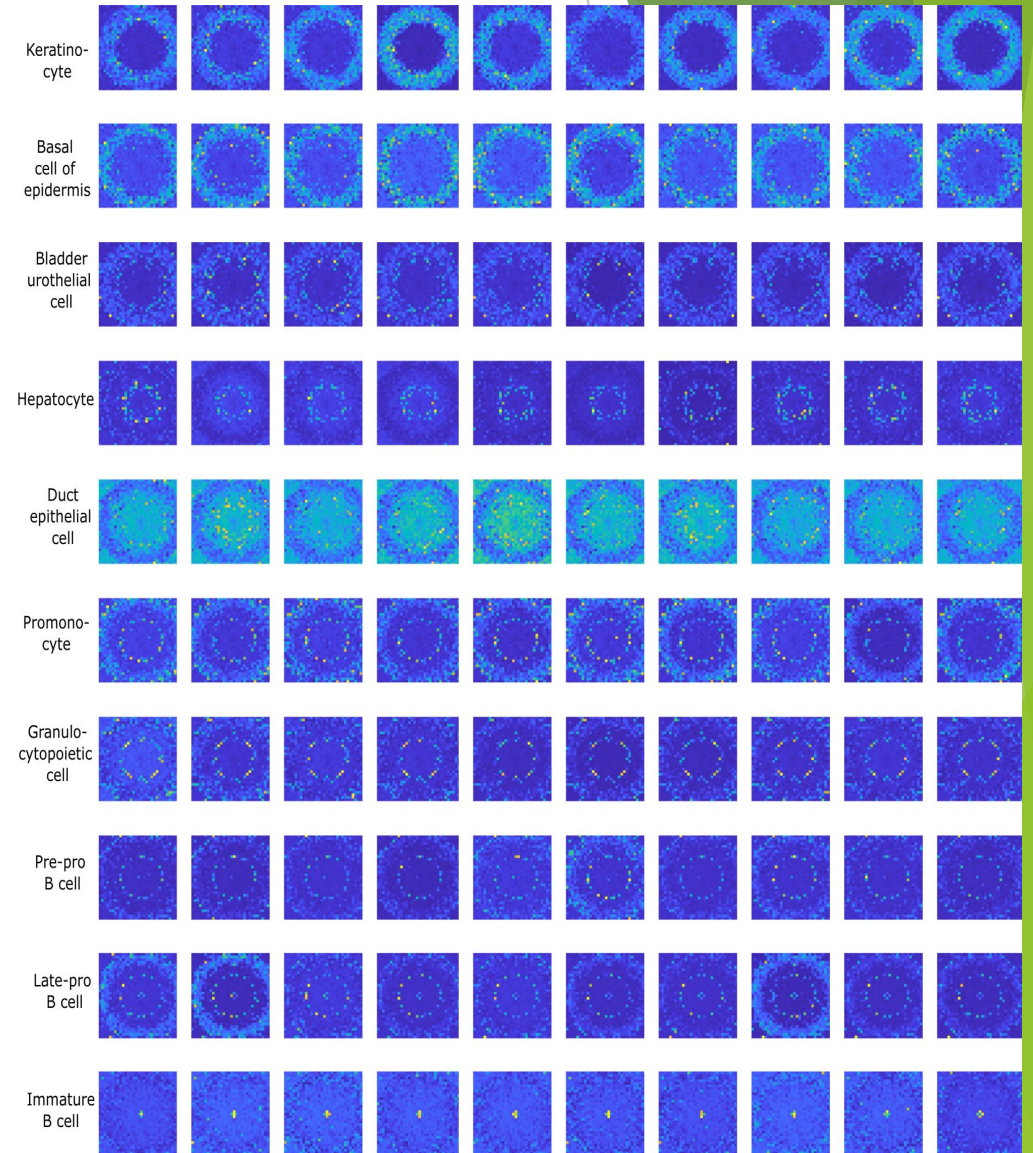 Keratino-
cyte
Basal
cell of
epidermis
Bladder
urothelial
cell
Hepatocyte
Duct
epithelial
cell
Promono-
cyte
Granulo-
cytopoietic
cell
Pre-pro
B cell
Late-pro
B cell
Immature
B cell